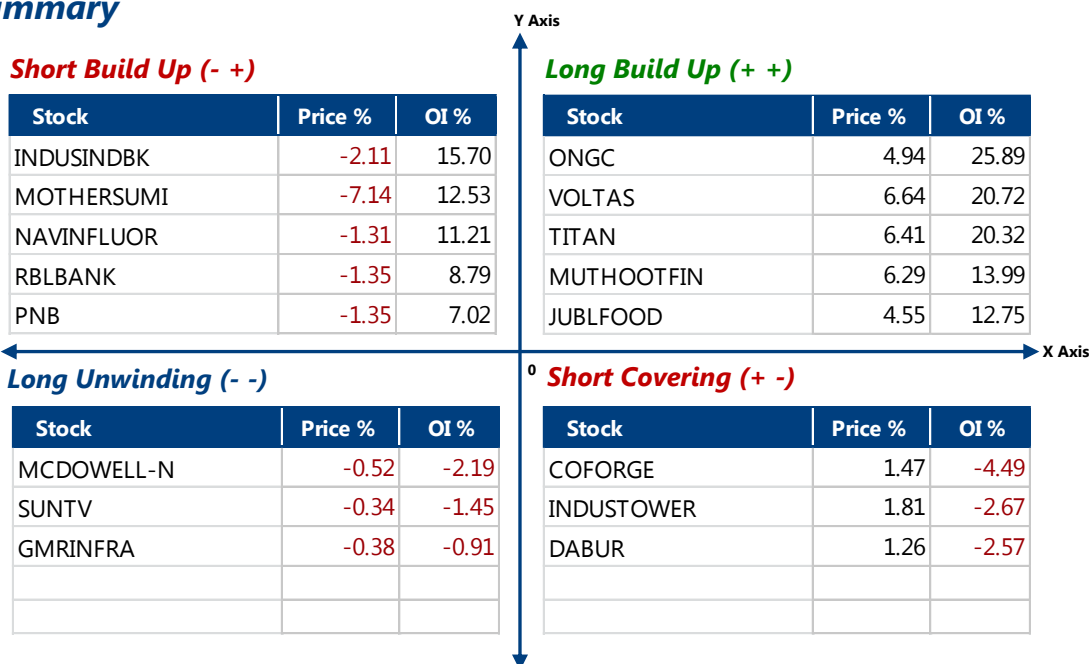 Y Axis
Short Build Up (- +)
Stock Price % OI %
INDUSINDBK -2.11 15.70
MOTHERSUMI -7.14 12.53
NAVINFLUOR -1.31 11.21
RBLBANK -1.35 8.79
PNB -1.35 7.02
Long Build Up (+ +)
Stock Price % OI %
ONGC 4.94 25.89
VOLTAS 6.64 20.72
TITAN 6.41 20.32
MUTHOOTFIN 6.29 13.99
JUBLFOOD 4.55 12.75
X Axis
0
Long Unwinding (- -)
Stock Price % OI %
MCDOWELL-N -0.52 -2.19
SUNTV -0.34 -1.45
GMRINFRA -0.38 -0.91
Short Covering (+ -)
Stock Price % OI %
COFORGE 1.47 -4.49
INDUSTOWER 1.81 -2.67
DABUR 1.26 -2.57